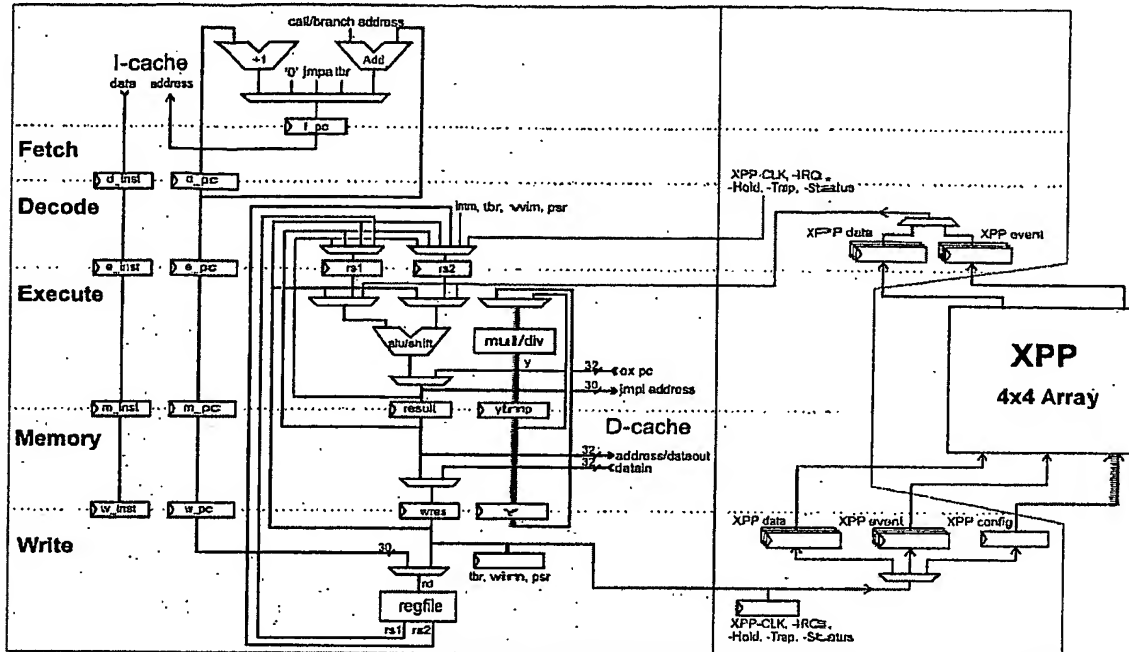 call/branch address
+1
Add
I-cache
data address
'0' jmpa tbr
f_pc
Fetch
d_inst
d_pc
XPP-CLK, -IRQs,
-Hold, -Trap, -Status
Decode
imm, tbr, wim, psr
XPP data
XPP event
rs1
rs2
e_inst
e_pc
Execute
alu/shift
mul/div
XPP
4x4 Array
y
32
ex pc
30
jmpl address
m_inst
m_pc
result
ytmp
Memory
D-cache
32
address/dataout
32
datain
w_inst
w_pc
wres
Y
XPP data
XPP event
XPP config
Write
30
tbr, wim, psr
rd
regfile
rs1
rs2
XPP-CLK, -IRQs,
-Hold, -Trap, -Status